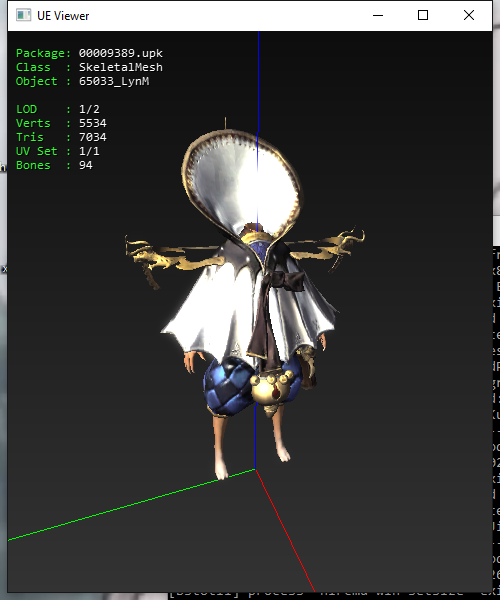 UE Viewer
Package: 00009389.upk
Class : SkeletalMesh
Object : 65033_LynM
LOD : 1/2
Verts : 5534
Tris : 7034
UV Set : 1/1
Bones : 94